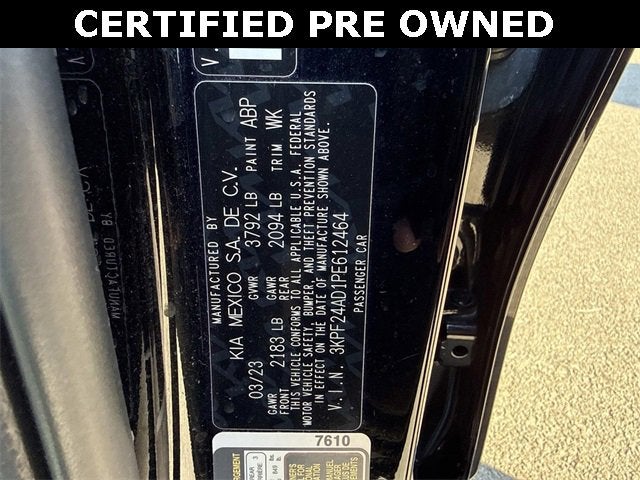 CERTIFIED PRE OWNED
MANUFACTURED BY
KIA MEXICO S.A. DE C.V.
03/23 GVWR 3792 LB PAINT ABP
GAWR FRONT 2183 LB GAWR REAR 2094 LB TRIM WK
THIS VEHICLE CONFORMS TO ALL APPLICABLE U.S.A. FEDERAL
MOTOR VEHICLE SAFETY, BUMPER, AND THEFT PREVENTION STANDARDS
IN EFFECT ON THE DATE OF MANUFACTURE SHOWN ABOVE.
V.I.N. 3KPF24AD1PE612464
PASSENGER CAR
7610